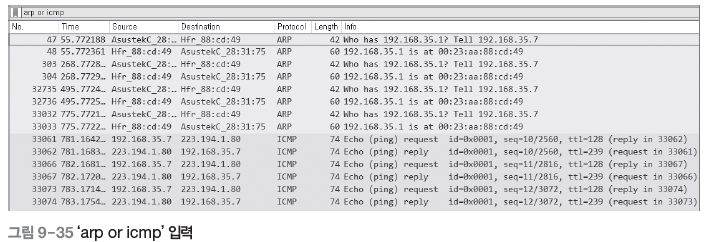 arp or icmp
No. Time Source Destination Protocol Length Info
47 55.772188 AsustekC_28:… Hfr_88:cd:49 ARP 42 Who has 192.168.35.1? Tell 192.168.35.7
48 55.772361 Hfr_88:cd:49 AsustekC_28:31:75 ARP 60 192.168.35.1 is at 00:23:aa:88:cd:49
303 268.7728… AsustekC_28:… Hfr_88:cd:49 ARP 42 Who has 192.168.35.1? Tell 192.168.35.7
304 268.7729… Hfr_88:cd:49 AsustekC_28:31:75 ARP 60 192.168.35.1 is at 00:23:aa:88:cd:49
32735 495.7724… AsustekC_28:… Hfr_88:cd:49 ARP 42 Who has 192.168.35.1? Tell 192.168.35.7
32736 495.7725… Hfr_88:cd:49 AsustekC_28:31:75 ARP 60 192.168.35.1 is at 00:23:aa:88:cd:49
33032 775.7721… AsustekC_28:… Hfr_88:cd:49 ARP 42 Who has 192.168.35.1? Tell 192.168.35.7
33033 775.7722… Hfr_88:cd:49 AsustekC_28:31:75 ARP 60 192.168.35.1 is at 00:23:aa:88:cd:49
33061 781.1642… 192.168.35.7 223.194.1.80 ICMP 74 Echo (ping) request id=0x0001, seq=10/2560, ttl=128 (reply in 33062)
33062 781.1683… 223.194.1.80 192.168.35.7 ICMP 74 Echo (ping) reply id=0x0001, seq=10/2560, ttl=239 (request in 33061)
33066 782.1681… 192.168.35.7 223.194.1.80 ICMP 74 Echo (ping) request id=0x0001, seq=11/2816, ttl=128 (reply in 33067)
33067 782.1720… 223.194.1.80 192.168.35.7 ICMP 74 Echo (ping) reply id=0x0001, seq=11/2816, ttl=239 (request in 33066)
33073 783.1714… 192.168.35.7 223.194.1.80 ICMP 74 Echo (ping) request id=0x0001, seq=12/3072, ttl=128 (reply in 33074)
33074 783.1754… 223.194.1.80 192.168.35.7 ICMP 74 Echo (ping) reply id=0x0001, seq=12/3072, ttl=239 (request in 33073)
그림 9-35 'arp or icmp' 입력